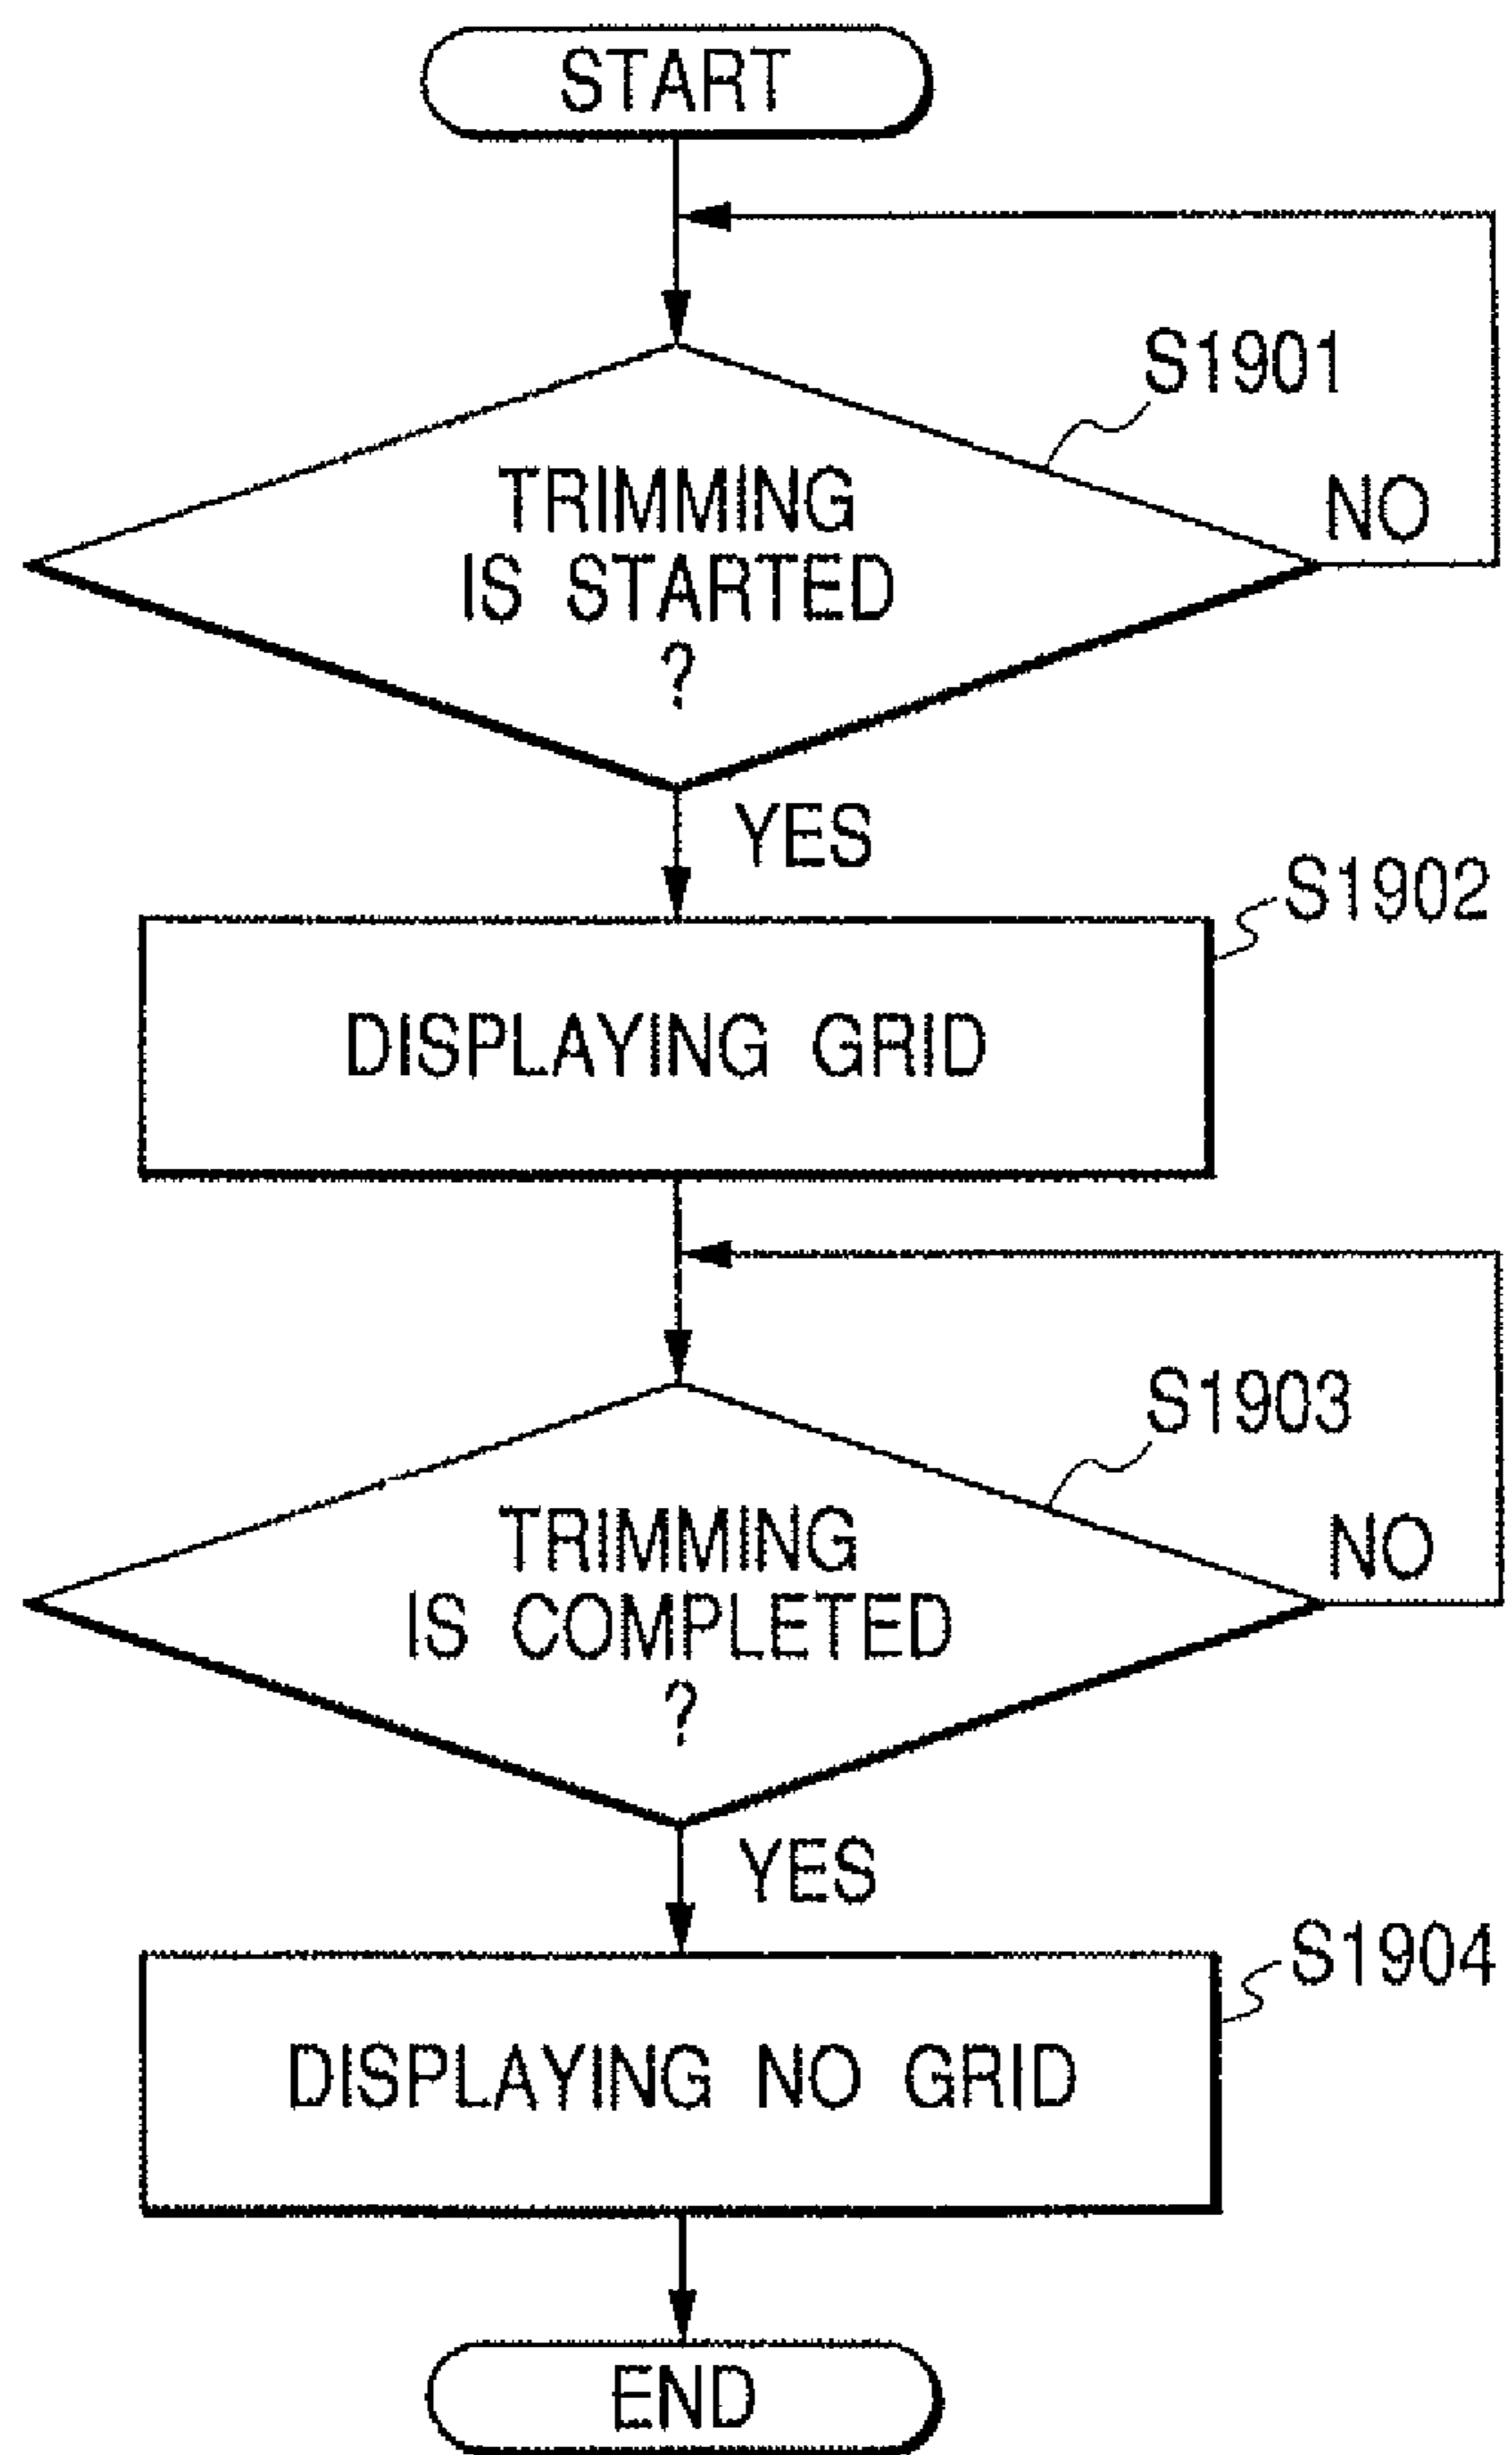 START
S1901
TRIMMING
IS STARTED
?
NO
YES
S1902
DISPLAYING GRID
S1903
TRIMMING
IS COMPLETED
?
NO
YES
S1904
DISPLAYING NO GRID
END